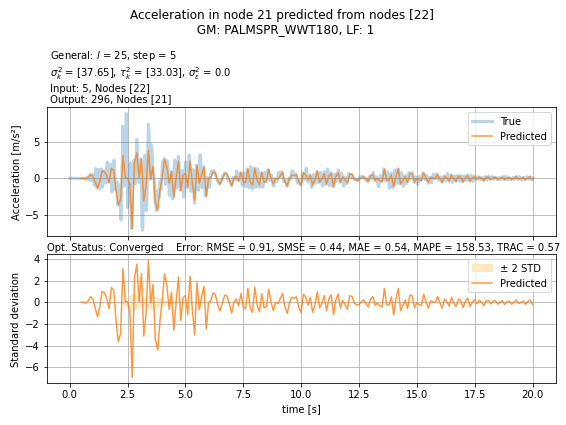 Acceleration in node 21 predicted from nodes [22]
GM: PALMSPR_WWT180, LF: 1
General: l = 25, step = 5
σ²ₖ = [37.65], τ²ₖ = [33.03], σ²ε = 0.0
Input: 5, Nodes [22]
Output: 296, Nodes [21]
Acceleration [m/s²]
5
0
−5
True
Predicted
Opt. Status: Converged Error: RMSE = 0.91, SMSE = 0.44, MAE = 0.54, MAPE = 158.53, TRAC = 0.57
Standard deviation
4
2
0
−2
−4
−6
± 2 STD
Predicted
0.0 2.5 5.0 7.5 10.0 12.5 15.0 17.5 20.0
time [s]